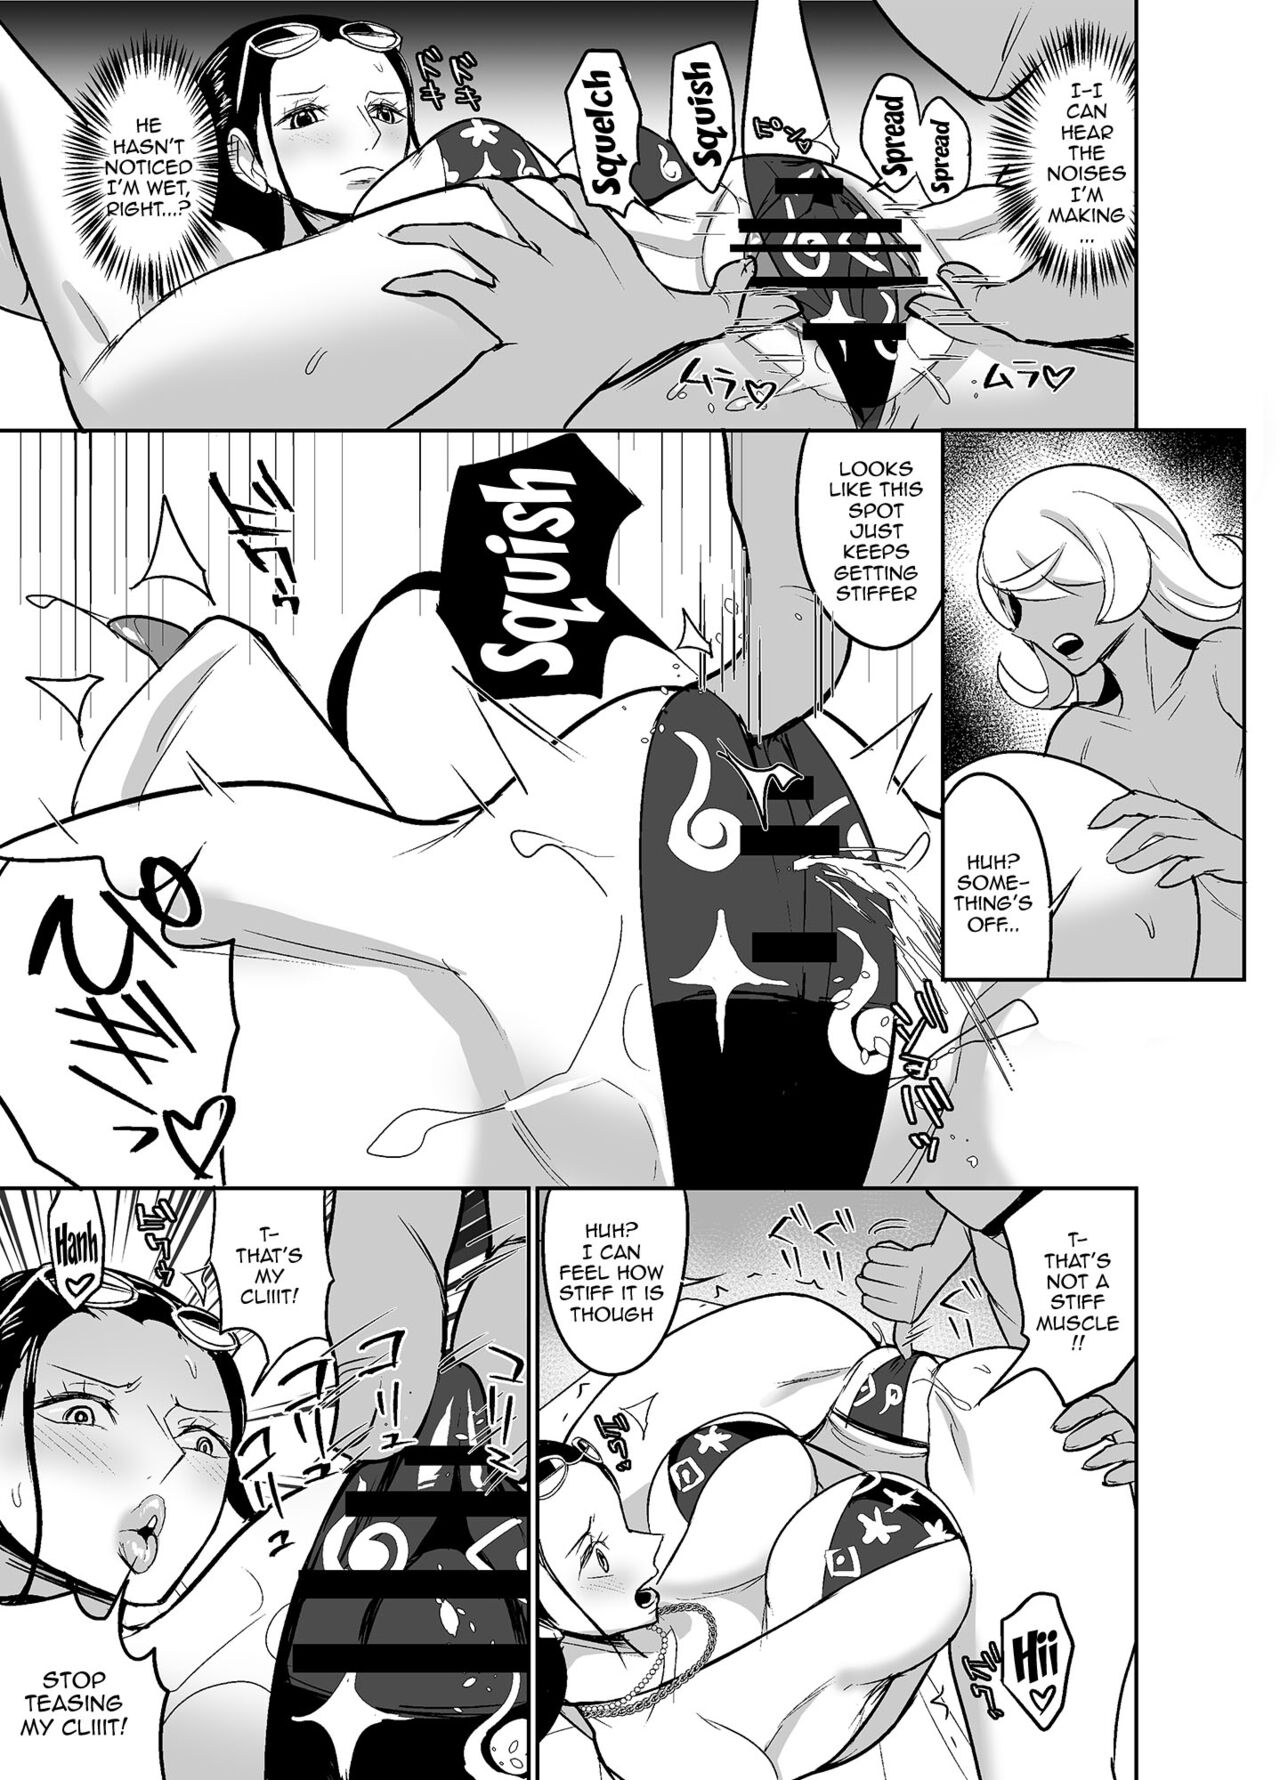 I-I
CAN
HEAR
THE
NOISES
I'M
MAKING
...
Spread
Spread
Squish
Squelch
HE
HASN'T
NOTICED
I'M WET,
RIGHT...?
ムラ♡
ムラ♡
LOOKS
LIKE THIS
SPOT
JUST
KEEPS
GETTING
STIFFER
HUH?
SOME-
THING'S
OFF...
Squish
T-
THAT'S
NOT A
STIFF
MUSCLE
!!
HUH?
I CAN
FEEL HOW
STIFF IT IS
THOUGH
Hii
♡
T-
THAT'S
MY
CLIIIT!
Hanh
♡
STOP
TEASING
MY CLIIIT!